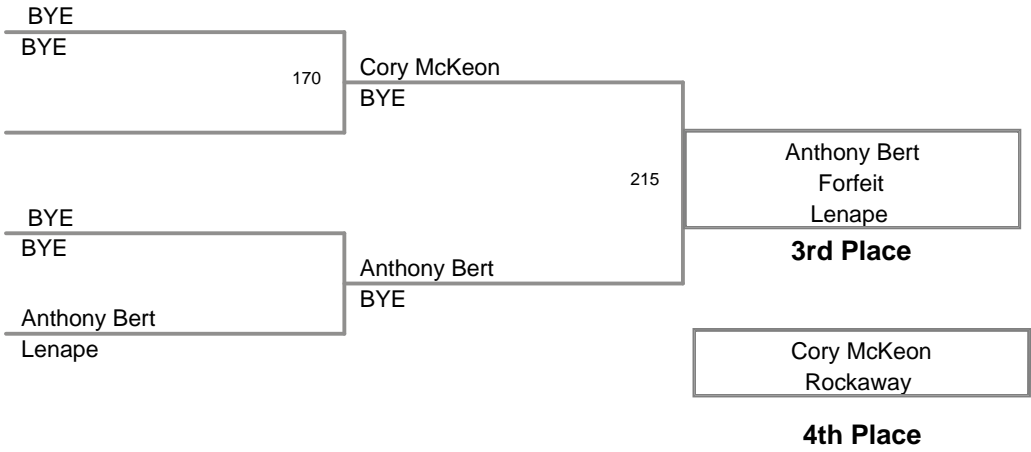 BYE
BYE
170
Cory McKeon
BYE
215
Anthony Bert
Forfeit
Lenape
3rd Place
BYE
BYE
Anthony Bert
BYE
Anthony Bert
Lenape
Cory McKeon
Rockaway
4th Place